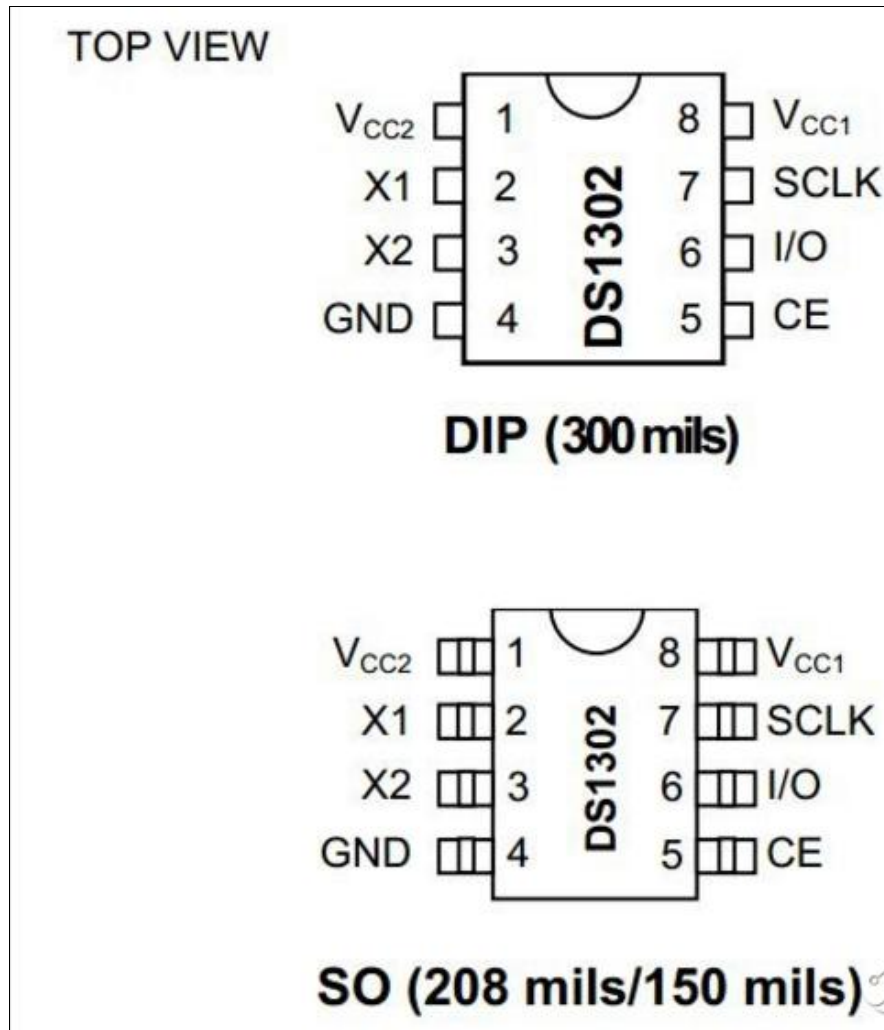 TOP VIEW
VCC2 1 8 VCC1
X1 2 7 SCLK
X2 3 6 I/O
GND 4 5 CE
DS1302
DIP (300 mils)
VCC2 1 8 VCC1
X1 2 7 SCLK
X2 3 6 I/O
GND 4 5 CE
DS1302
SO (208 mils/150 mils)